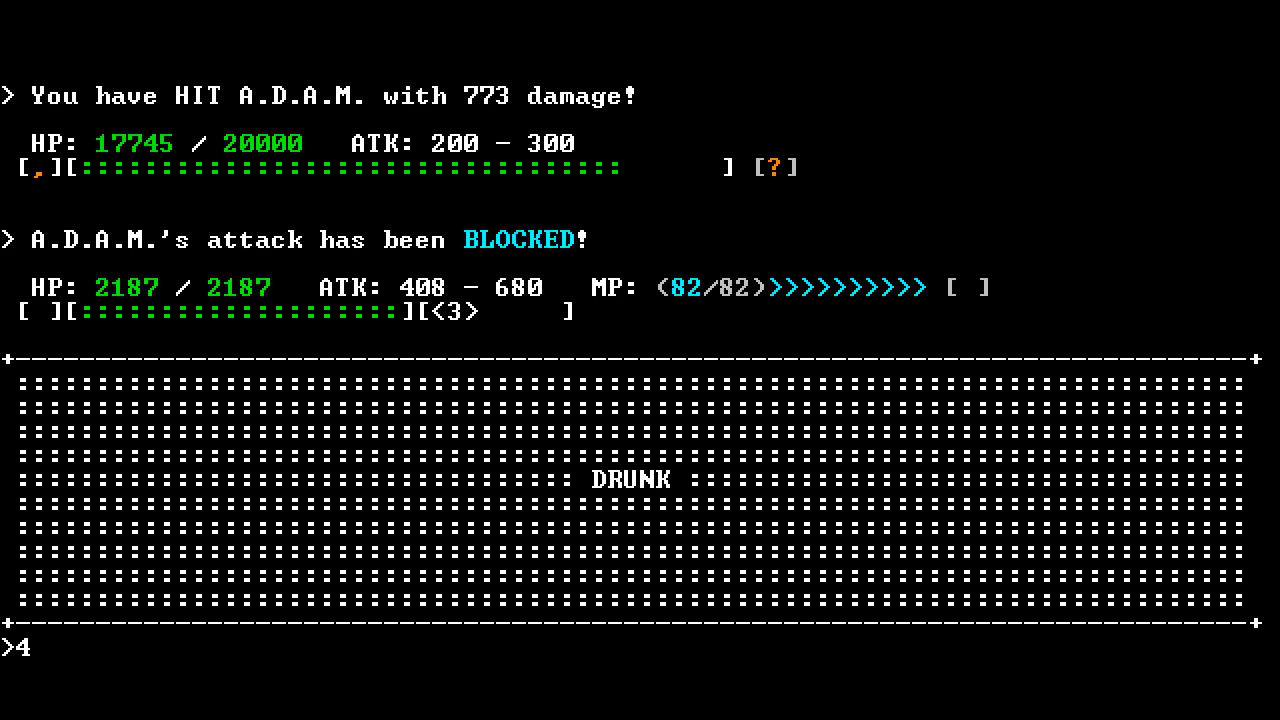 > You have HIT A.D.A.M. with 773 damage!
HP: 17745 / 20000   ATK: 200 - 300
[,][::::::::::::::::::::::::::::::::::      ] [?]
> A.D.A.M.'s attack has been BLOCKED!
HP: 2187 / 2187   ATK: 408 - 680   MP: (82/82)>>>>>>>>>> [ ]
[ ][::::::::::::::::::::][<3>     ]
+-----------------------------------------------------------------------------+
:::::::::::::::::::::::::::::::::::::::::::::::::::::::::::::::::::::::::::::
:::::::::::::::::::::::::::::::::::::::::::::::::::::::::::::::::::::::::::::
:::::::::::::::::::::::::::::::::::::::::::::::::::::::::::::::::::::::::::::
:::::::::::::::::::::::::::::::::::::::::::::::::::::::::::::::::::::::::::::
::::::::::::::::::::::::::::::::::: DRUNK :::::::::::::::::::::::::::::::::::
:::::::::::::::::::::::::::::::::::::::::::::::::::::::::::::::::::::::::::::
:::::::::::::::::::::::::::::::::::::::::::::::::::::::::::::::::::::::::::::
:::::::::::::::::::::::::::::::::::::::::::::::::::::::::::::::::::::::::::::
:::::::::::::::::::::::::::::::::::::::::::::::::::::::::::::::::::::::::::::
:::::::::::::::::::::::::::::::::::::::::::::::::::::::::::::::::::::::::::::
+-----------------------------------------------------------------------------+
>4